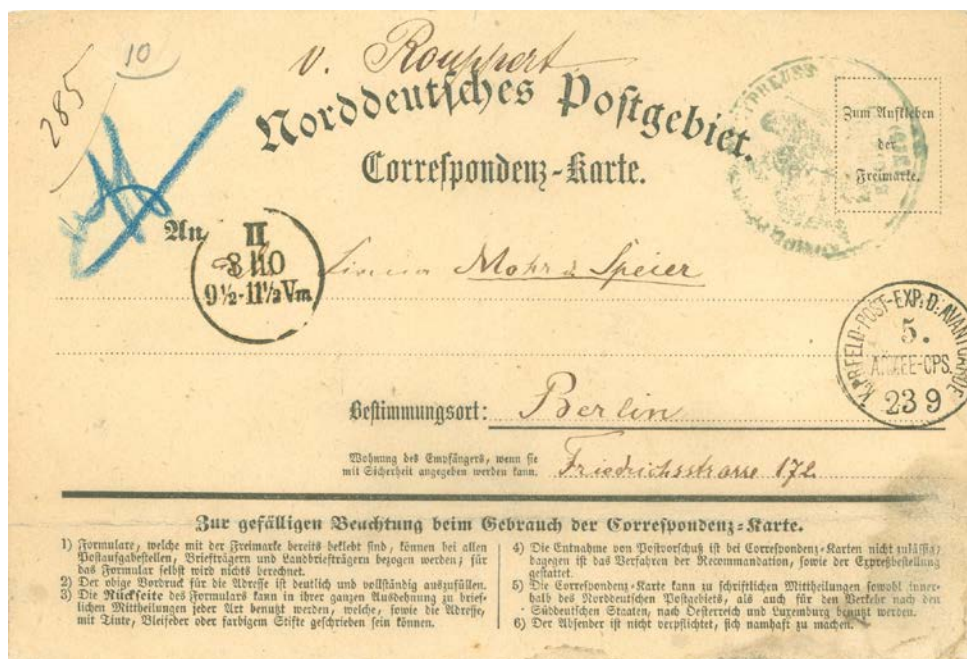 285
10
v. Rouppert
Norddeutsches Postgebiet.
Correspondenz-Karte.
Zum Aufkleben
der
Freimarke.
An
II
8 10
9½-11½ Vm
Firma Mohr & Speier
K.PR.FELD-POST-EXP.D.AVANTGARDE
5.
ARMEE-CPS.
23 9
Bestimmungsort: Berlin
Wohnung des Empfängers, wenn sie
mit Sicherheit angegeben werden kann.
Friedrichsstrasse 172.
Zur gefälligen Beachtung beim Gebrauch der Correspondenz-Karte.
1) Formulare, welche mit der Freimarke bereits beklebt sind, können bei allen
Postaufgabestellen, Briefträgern und Landbriefträgern bezogen werden; für
das Formular selbst wird nichts berechnet.
2) Der obige Vordruck für die Adresse ist deutlich und vollständig auszufüllen.
3) Die Rückseite des Formulars kann in ihrer ganzen Ausdehnung zu brief-
lichen Mittheilungen jeder Art benutzt werden, welche, sowie die Adresse,
mit Tinte, Bleifeder oder farbigem Stifte geschrieben sein können.
4) Die Entnahme von Postvorschuß ist bei Correspondenz-Karten nicht zulässig;
dagegen ist das Verfahren der Recommandation, sowie der Expreßbestellung
gestattet.
5) Die Correspondenz-Karte kann zu schriftlichen Mittheilungen sowohl inner-
halb des Norddeutschen Postgebiets, als auch für den Verkehr nach den
Süddeutschen Staaten, nach Oesterreich und Luxemburg benutzt werden.
6) Der Absender ist nicht verpflichtet, sich namhaft zu machen.